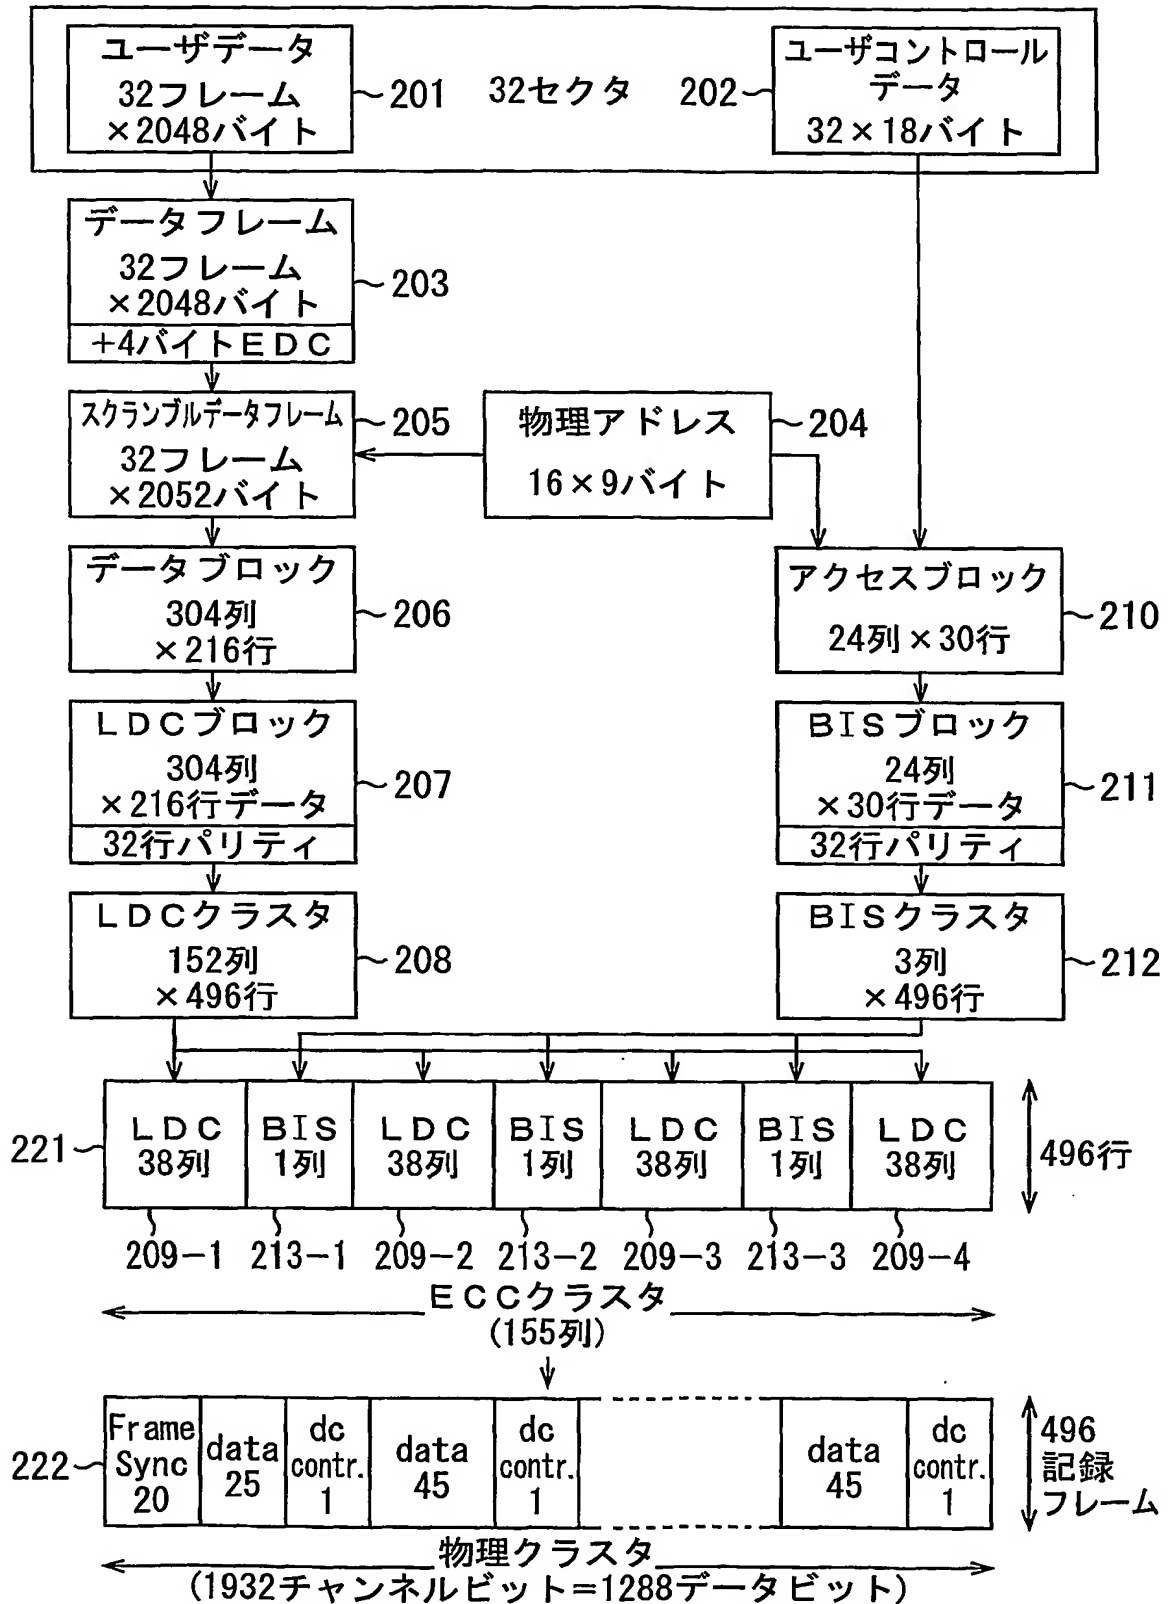 ユーザデータ
32フレーム
×2048バイト
201
32セクタ
202
ユーザコントロール
データ
32×18バイト
データフレーム
32フレーム
×2048バイト
+4バイトEDC
203
スクランブルデータフレーム
32フレーム
×2052バイト
205
物理アドレス
16×9バイト
204
データブロック
304列
×216行
206
アクセスブロック
24列×30行
210
LDCブロック
304列
×216行データ
32行パリティ
207
BISブロック
24列
×30行データ
32行パリティ
211
LDCクラスタ
152列
×496行
208
BISクラスタ
3列
×496行
212
221
LDC
38列
BIS
1列
LDC
38列
BIS
1列
LDC
38列
BIS
1列
LDC
38列
496行
209-1
213-1
209-2
213-2
209-3
213-3
209-4
ECCクラスタ
(155列)
222
Frame
Sync
20
data
25
dc
contr.
1
data
45
dc
contr.
1
data
45
dc
contr.
1
496
記録
フレーム
物理クラスタ
(1932チャンネルビット=1288データビット)